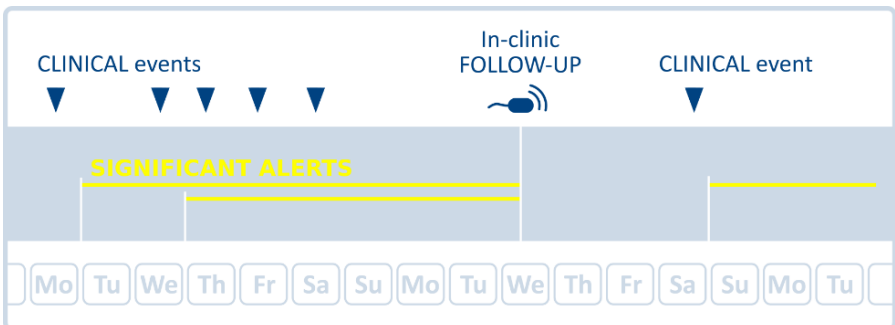 In-clinic
CLINICAL events
FOLLOW-UP
CLINICAL event
SIGNIFICANT ALERTS
Mo Tu We Th Fr Sa Su Mo Tu We Th Fr Sa Su Mo Tu